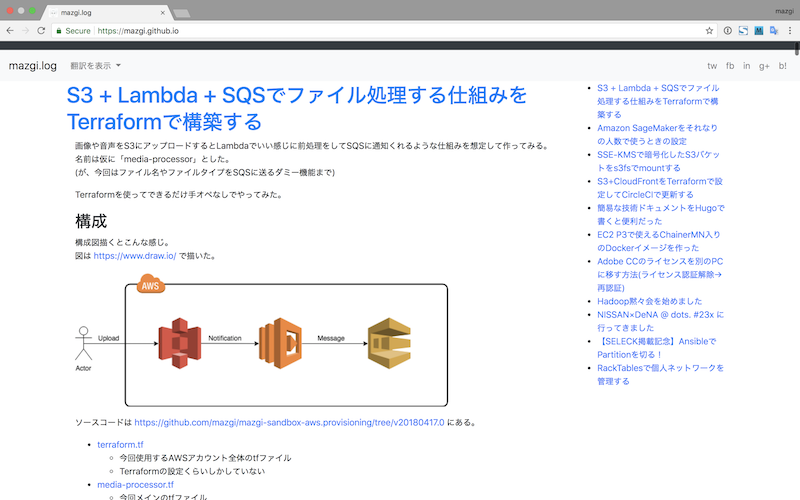 mazgi.log
mazgi
Secure
https://mazgi.github.io
mazgi.log
翻訳を表示
tw fb in g+ b!
S3 + Lambda + SQSでファイル処理する仕組みを
Terraformで構築する
画像や音声をS3にアップロードするとLambdaでいい感じに前処理をしてSQSに通知くれるような仕組みを想定して作ってみる。
名前は仮に「media-processor」とした。
(が、今回はファイル名やファイルタイプをSQSに送るダミー機能まで)
Terraformを使ってできるだけ手オペなしでやってみた。
構成
構成図描くとこんな感じ。
図は https://www.draw.io/ で描いた。
AWS
Upload
Notification
Message
Actor
ソースコードは https://github.com/mazgi/mazgi-sandbox-aws.provisioning/tree/v20180417.0 にある。
terraform.tf
今回使用するAWSアカウント全体のtfファイル
Terraformの設定くらいしかしていない
media-processor.tf
今回メインのtfファイル
S3 + Lambda + SQSでファイル
処理する仕組みをTerraformで構
築する
Amazon SageMakerをそれなり
の人数で使うときの設定
SSE-KMSで暗号化したS3バケッ
トをs3fsでmountする
S3+CloudFrontをTerraformで設
定してCircleCIで更新する
簡易な技術ドキュメントをHugoで
書くと便利だった
EC2 P3で使えるChainerMN入り
のDockerイメージを作った
Adobe CCのライセンスを別のPC
に移す方法(ライセンス認証解除→
再認証)
Hadoop黙々会を始めました
NISSAN×DeNA @ dots. #23x に
行ってきました
【SELECK掲載記念】Ansibleで
Partitionを切る！
RackTablesで個人ネットワークを
管理する